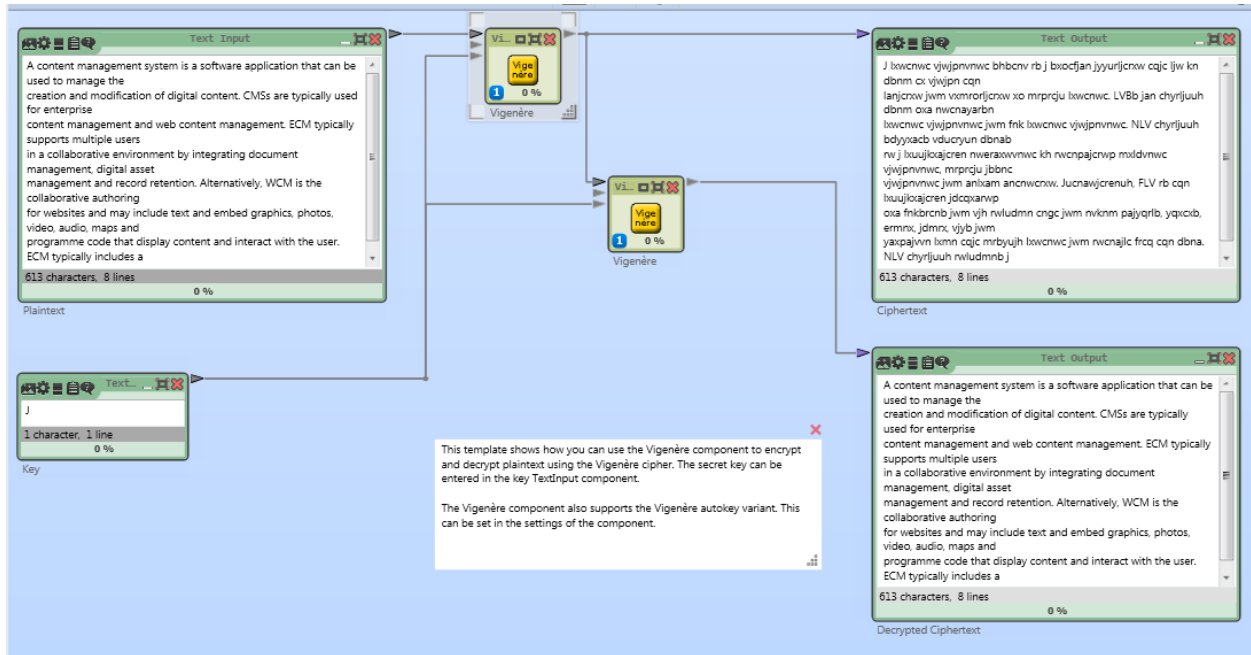 Text Input
A content management system is a software application that can be
used to manage the
creation and modification of digital content. CMSs are typically used
for enterprise
content management and web content management. ECM typically
supports multiple users
in a collaborative environment by integrating document
management, digital asset
management and record retention. Alternatively, WCM is the
collaborative authoring
for websites and may include text and embed graphics, photos,
video, audio, maps and
programme code that display content and interact with the user.
ECM typically includes a
613 characters, 8 lines
0 %
Plaintext
Vi...
Vige
nère
1
0 %
Vigenère
Text Output
J lxwcnwc vjwjpnvnwc bhbcnv rb j bxocfjan jyyurljcrxw cqjc ljw kn
dbnm cx vjwjpn cqn
lanjcrxw jwm vxmrorljcrxw xo mrprcju lxwcnwc. LVBb jan chyrljuuh
dbnm oxa nwcnayarbn
lxwcnwc vjwjpnvnwc jwm fnk lxwcnwc vjwjpnvnwc. NLV chyrljuuh
bdyyxacb vducryun dbnab
rw j lxuujkxajcren nweraxwvnwc kh rwcnpajcrwp mxldvnwc
vjwjpnvnwc, mrprcju jbbnc
vjwjpnvnwc jwm anlxam ancnwcrxw. Jucnawjcrenuh, FLV rb cqn
lxuujkxajcren jdcqxarwp
oxa fnkbrcnb jwm vjh rwludmn cngc jwm nvknm pajyqrlb, yqxcxb,
ermnx, jdmrx, vjyb jwm
yaxpajvvn lxmn cqjc mrbyujh lxwcnwc jwm rwcnajlc frcq cqn dbna.
NLV chyrljuuh rwludmnb j
613 characters, 8 lines
0 %
Ciphertext
Vi...
Vige
nère
1
0 %
Vigenère
Text...
J
1 character, 1 line
0 %
Key
This template shows how you can use the Vigenère component to encrypt
and decrypt plaintext using the Vigenère cipher. The secret key can be
entered in the key TextInput component.
The Vigenère component also supports the Vigenère autokey variant. This
can be set in the settings of the component.
Text Output
A content management system is a software application that can be
used to manage the
creation and modification of digital content. CMSs are typically
used for enterprise
content management and web content management. ECM typically
supports multiple users
in a collaborative environment by integrating document
management, digital asset
management and record retention. Alternatively, WCM is the
collaborative authoring
for websites and may include text and embed graphics, photos,
video, audio, maps and
programme code that display content and interact with the user.
ECM typically includes a
613 characters, 8 lines
0 %
Decrypted Ciphertext